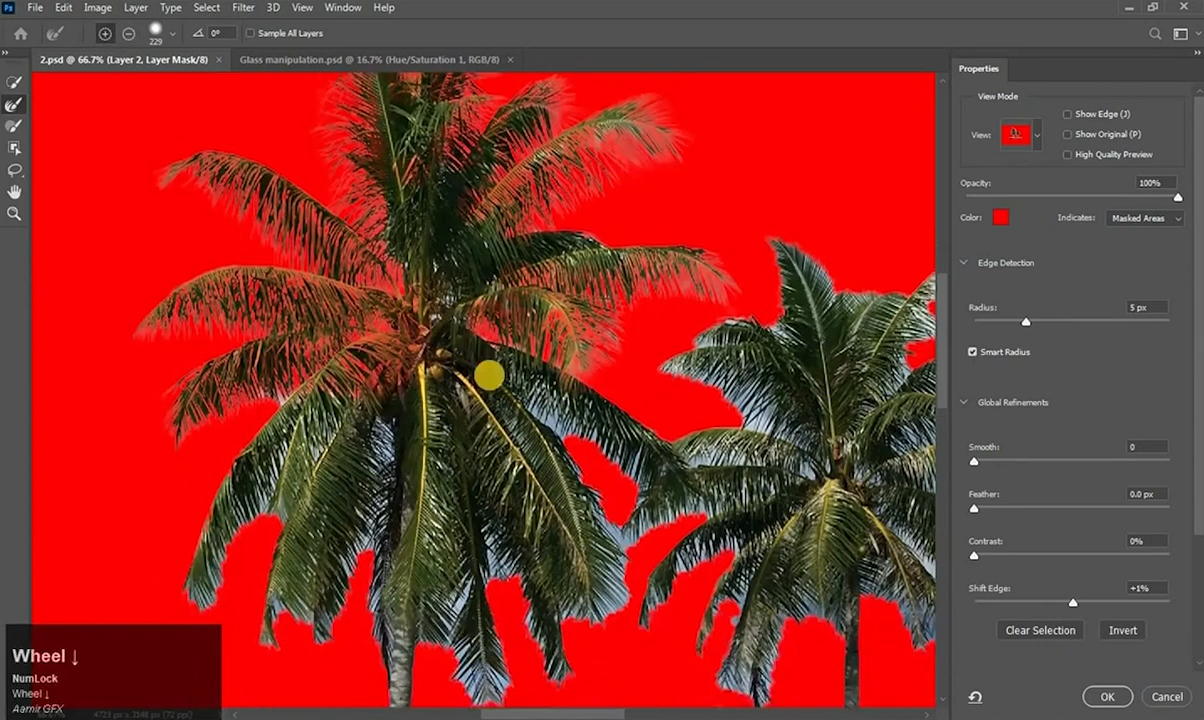 Ps File Edit Image Layer Type Select Filter 3D View Window Help
229 0° Sample All Layers
2.psd @ 66.7% (Layer 2, Layer Mask/8) × Glass manipulation.psd @ 16.7% (Hue/Saturation 1, RGB/8) ×
Properties
View Mode
Show Edge (J)
View:
Show Original (P)
High Quality Preview
Opacity: 100%
Color: Indicates: Masked Areas
Edge Detection
Radius: 5 px
Smart Radius
Global Refinements
Smooth: 0
Feather: 0.0 px
Contrast: 0%
Shift Edge: +1%
Clear Selection Invert
OK Cancel
Wheel ↓
NumLock
Wheel ↓
Aamir GFX